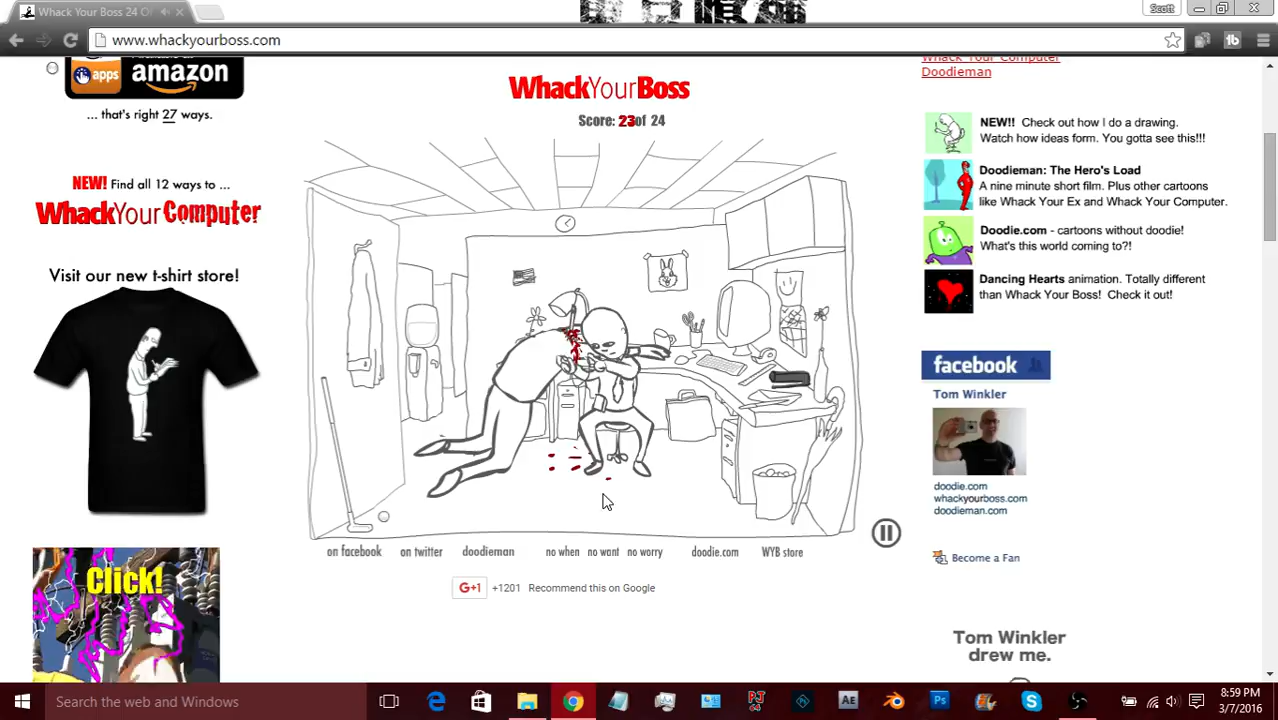 Whack Your Boss 24 O
Scott
www.whackyourboss.com
apps
amazon
... that's right 27 ways.
NEW! Find all 12 ways to ...
WhackYourComputer
Visit our new t-shirt store!
Click!
WhackYourBoss
Score: 23of 24
on facebook on twitter doodieman no when no want no worry doodie.com WYB store
G+1 +1201 Recommend this on Google
Whack Your Computer
Doodieman
NEW!! Check out how I do a drawing.
Watch how ideas form. You gotta see this!!!
Doodieman: The Hero's Load
A nine minute short film. Plus other cartoons
like Whack Your Ex and Whack Your Computer.
Doodie.com - cartoons without doodie!
What's this world coming to?!
Dancing Hearts animation. Totally different
than Whack Your Boss! Check it out!
facebook
Tom Winkler
doodie.com
whackyourboss.com
doodieman.com
Become a Fan
Tom Winkler
drew me.
Search the web and Windows
Ae
Ps
8:59 PM
3/7/2016